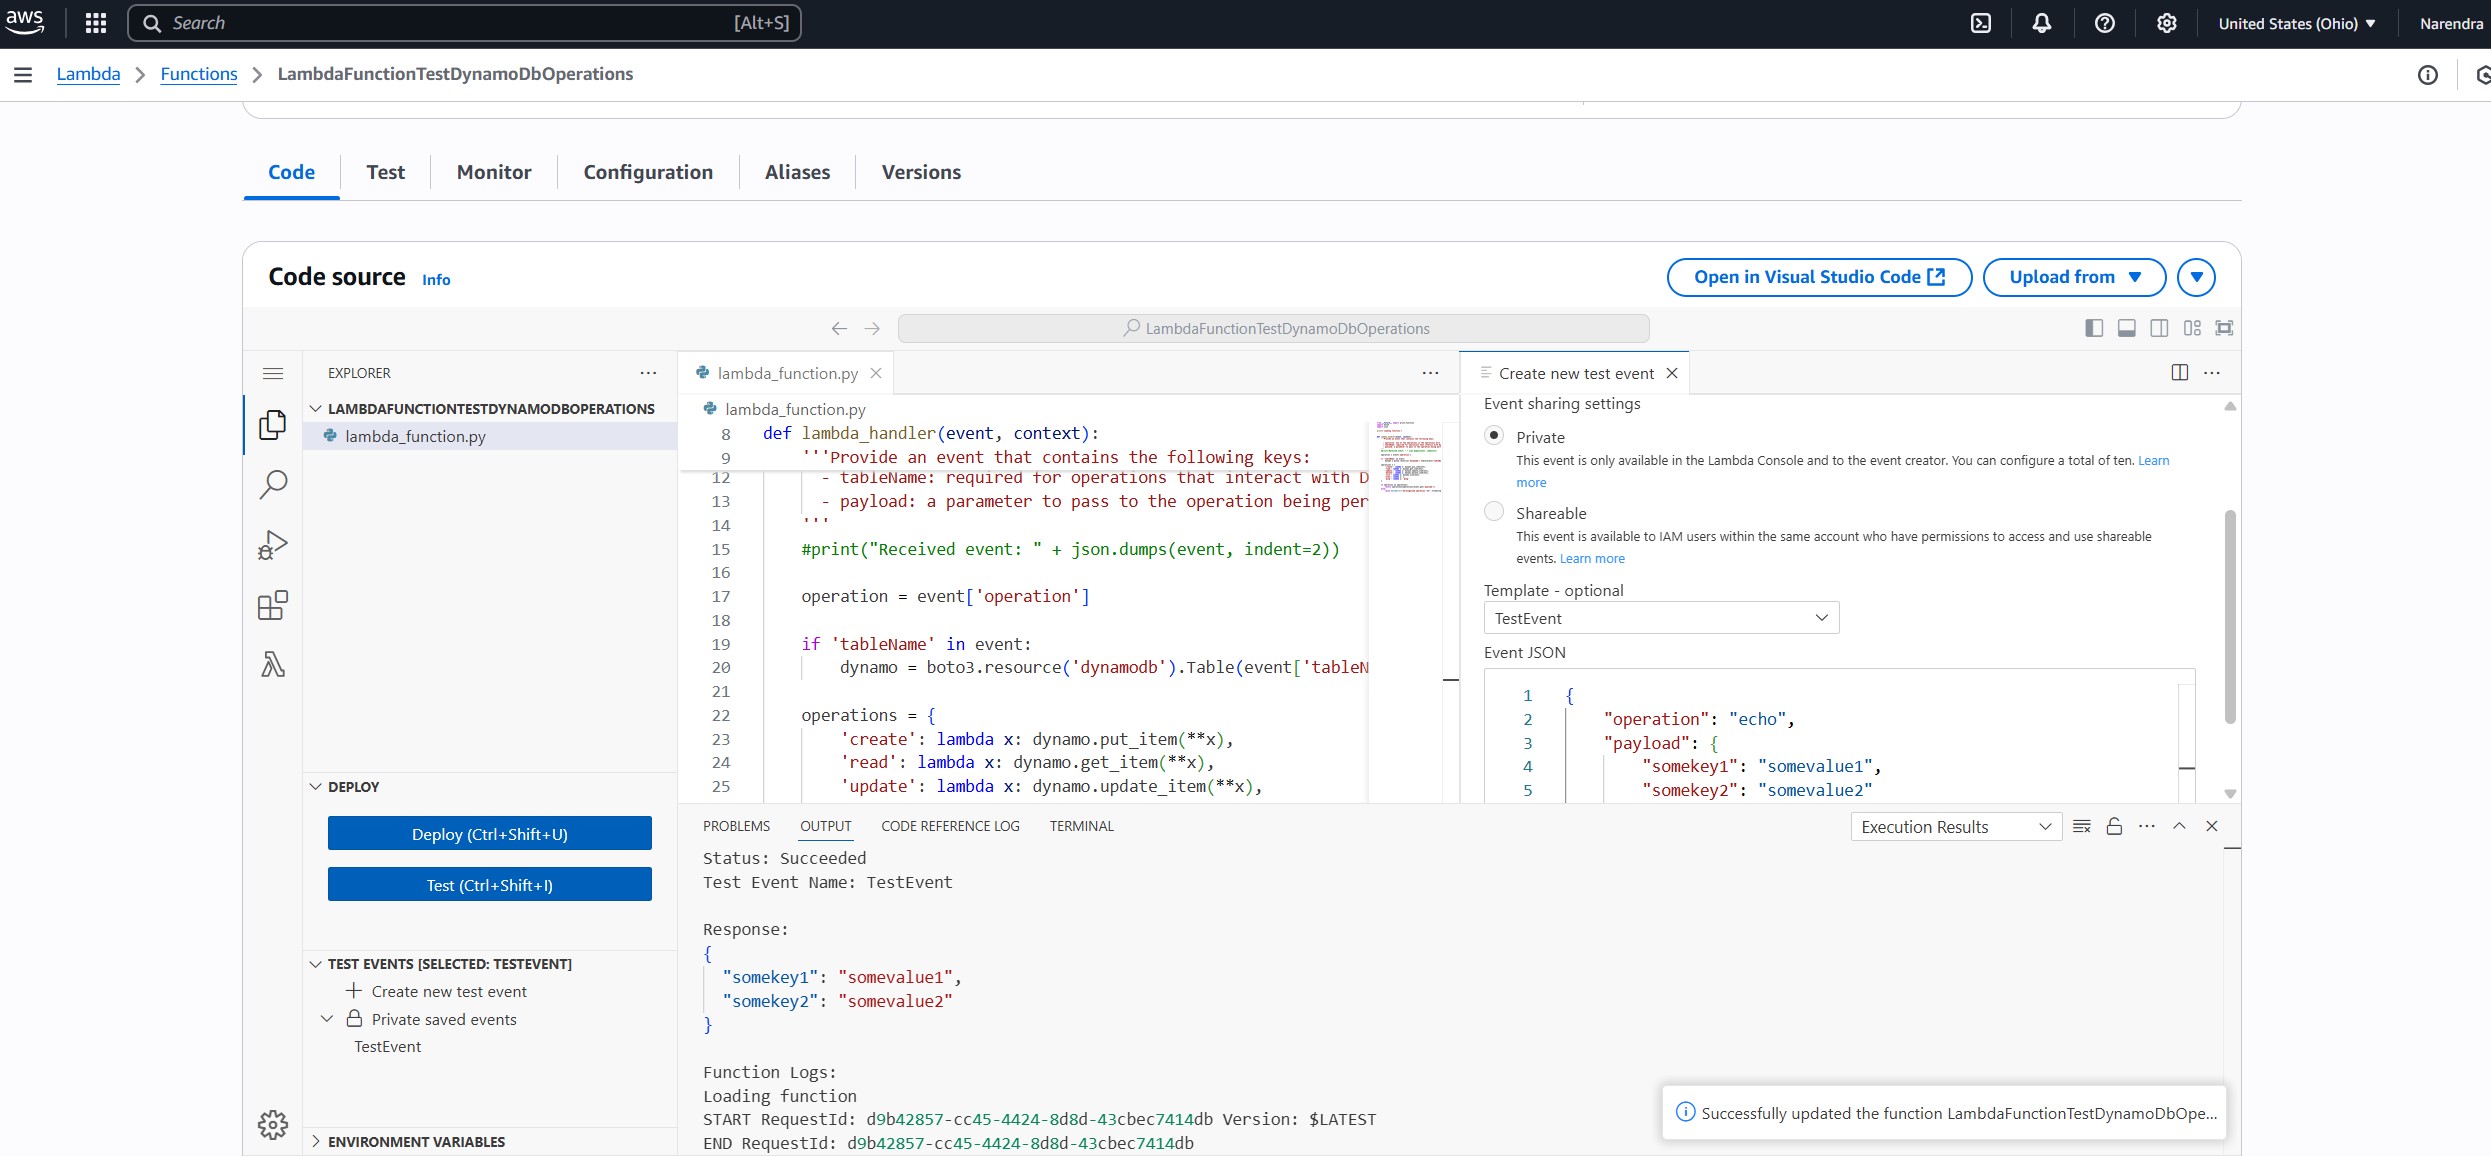 aws
Search [Alt+S]
United States (Ohio)
Narendra
Lambda
Functions
LambdaFunctionTestDynamoDbOperations
Code
Test
Monitor
Configuration
Aliases
Versions
Code source
Info
Open in Visual Studio Code
Upload from
LambdaFunctionTestDynamoDbOperations
EXPLORER
LAMBDAFUNCTIONTESTDYNAMODBOPERATIONS
lambda_function.py
DEPLOY
Deploy (Ctrl+Shift+U)
Test (Ctrl+Shift+I)
TEST EVENTS [SELECTED: TESTEVENT]
Create new test event
Private saved events
TestEvent
ENVIRONMENT VARIABLES
lambda_function.py
lambda_function.py
8 def lambda_handler(event, context):
9 '''Provide an event that contains the following keys:
12 - tableName: required for operations that interact with D
13 - payload: a parameter to pass to the operation being per
14 '''
15 #print("Received event: " + json.dumps(event, indent=2))
16
17 operation = event['operation']
18
19 if 'tableName' in event:
20 dynamo = boto3.resource('dynamodb').Table(event['tableN
21
22 operations = {
23 'create': lambda x: dynamo.put_item(**x),
24 'read': lambda x: dynamo.get_item(**x),
25 'update': lambda x: dynamo.update_item(**x),
Create new test event
Event sharing settings
Private
This event is only available in the Lambda Console and to the event creator. You can configure a total of ten. Learn
more
Shareable
This event is available to IAM users within the same account who have permissions to access and use shareable
events. Learn more
Template - optional
TestEvent
Event JSON
1 {
2 "operation": "echo",
3 "payload": {
4 "somekey1": "somevalue1",
5 "somekey2": "somevalue2"
PROBLEMS
OUTPUT
CODE REFERENCE LOG
TERMINAL
Execution Results
Status: Succeeded
Test Event Name: TestEvent
Response:
{
"somekey1": "somevalue1",
"somekey2": "somevalue2"
}
Function Logs:
Loading function
START RequestId: d9b42857-cc45-4424-8d8d-43cbec7414db Version: $LATEST
END RequestId: d9b42857-cc45-4424-8d8d-43cbec7414db
Successfully updated the function LambdaFunctionTestDynamoDbOpe...